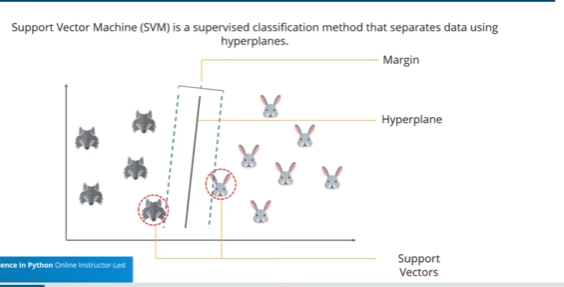 Support Vector Machine (SVM) is a supervised classification method that separates data using
hyperplanes.
Margin
Hyperplane
Support
Vectors
ence in Python Online Instructor-Led